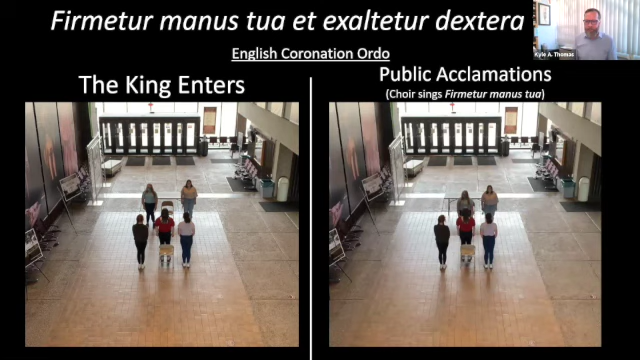 Firmetur manus tua et exaltetur dextera
English Coronation Ordo
The King Enters
Public Acclamations
(Choir sings Firmetur manus tua)
Kyle A. Thomas